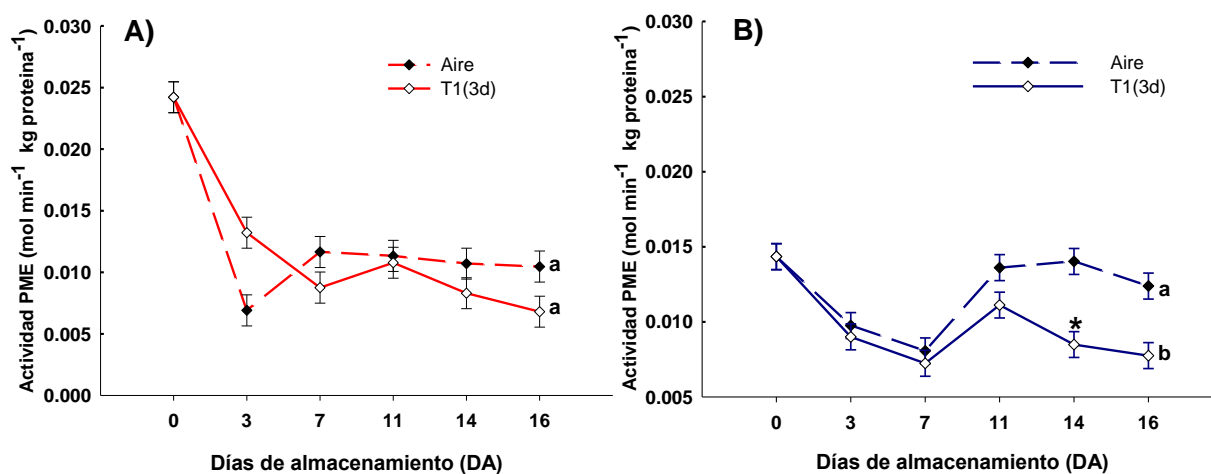 A)
Aire
T1(3d)
0.030
0.025
0.020
0.015
0.010
0.005
0.000
Actividad PME (mol min⁻¹ kg proteina⁻¹)
a
a
0 3 7 11 14 16
Días de almacenamiento (DA)
B)
Aire
T1(3d)
0.030
0.025
0.020
0.015
0.010
0.005
Actividad PME (mol min⁻¹ kg proteina⁻¹)
a
*
b
0 3 7 11 14 16
Días de almacenamiento (DA)